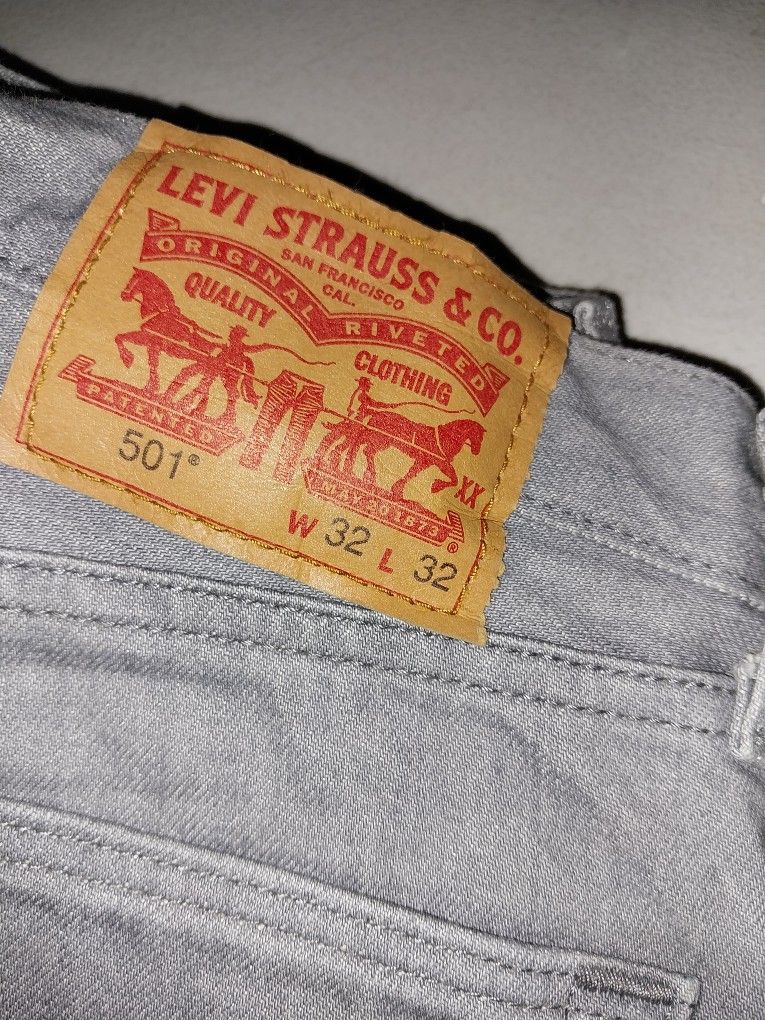 LEVI STRAUSS & CO.
SAN FRANCISCO
CAL.
ORIGINAL RIVETED
QUALITY CLOTHING
PATENTED MAY 20 1873
XX
501®
®
W 32 L 32